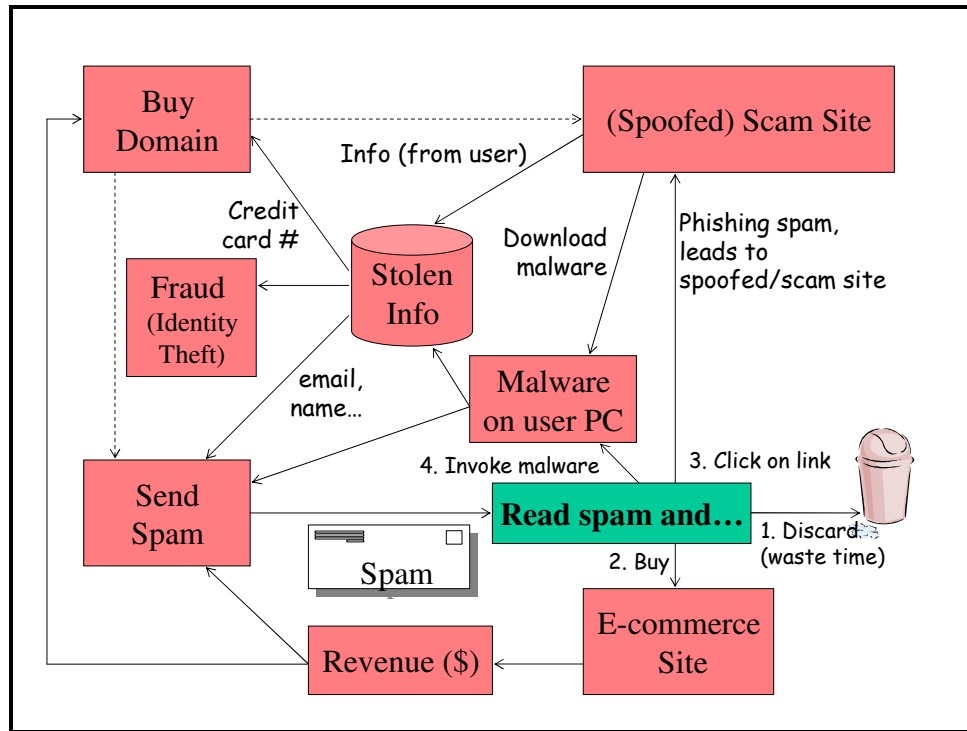 Buy
Domain
(Spoofed) Scam Site
Info (from user)
Credit
card #
Download
malware
Phishing spam,
leads to
spoofed/scam site
Stolen
Info
Fraud
(Identity
Theft)
email,
name…
Malware
on user PC
4. Invoke malware
3. Click on link
Send
Spam
Read spam and…
1. Discard
(waste time)
2. Buy
Spam
E-commerce
Site
Revenue ($)